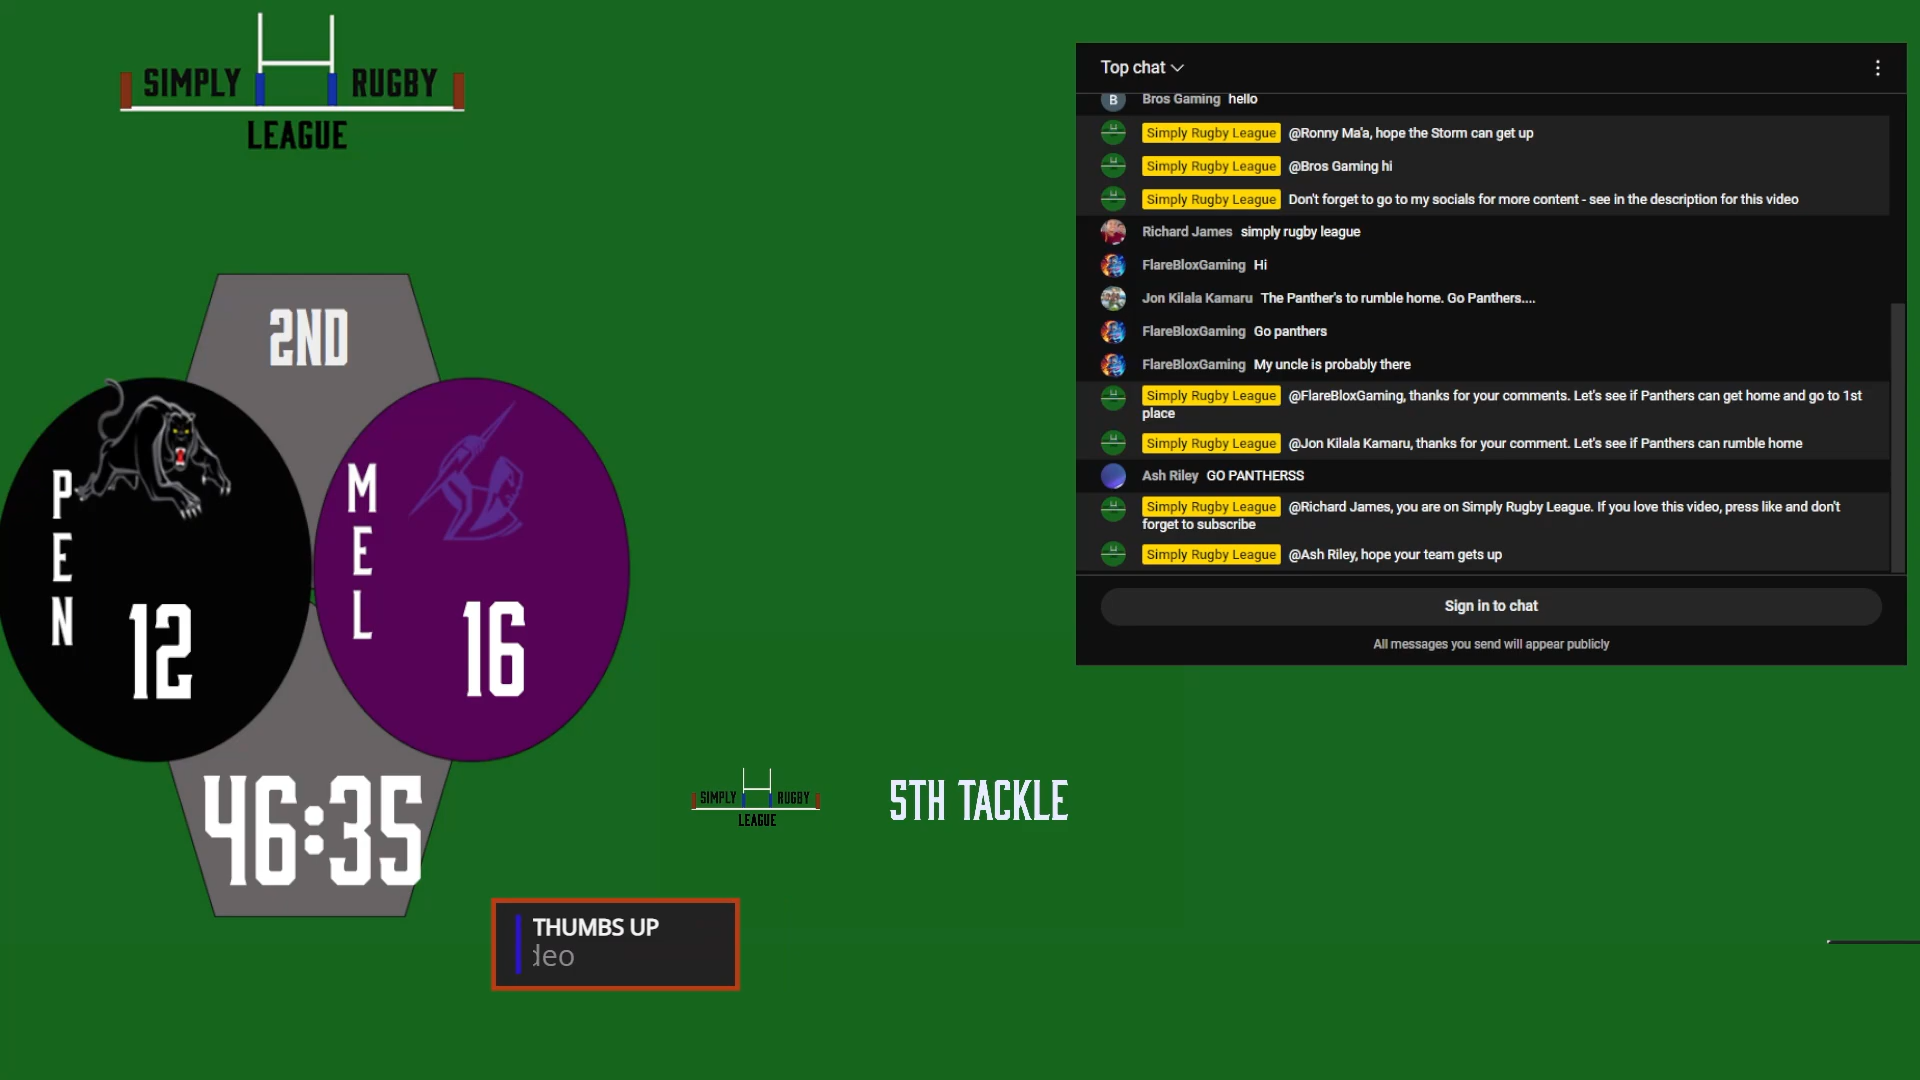 SIMPLY RUGBY
LEAGUE
2ND
PEN
12
MEL
16
46:35
SIMPLY RUGBY
LEAGUE
5TH TACKLE
THUMBS UP
deo
Top chat
B Bros Gaming hello
Simply Rugby League @Ronny Ma'a, hope the Storm can get up
Simply Rugby League @Bros Gaming hi
Simply Rugby League Don't forget to go to my socials for more content - see in the description for this video
Richard James simply rugby league
FlareBloxGaming Hi
Jon Kilala Kamaru The Panther's to rumble home. Go Panthers....
FlareBloxGaming Go panthers
FlareBloxGaming My uncle is probably there
Simply Rugby League @FlareBloxGaming, thanks for your comments. Let's see if Panthers can get home and go to 1st
place
Simply Rugby League @Jon Kilala Kamaru, thanks for your comment. Let's see if Panthers can rumble home
Ash Riley GO PANTHERSS
Simply Rugby League @Richard James, you are on Simply Rugby League. If you love this video, press like and don't
forget to subscribe
Simply Rugby League @Ash Riley, hope your team gets up
Sign in to chat
All messages you send will appear publicly